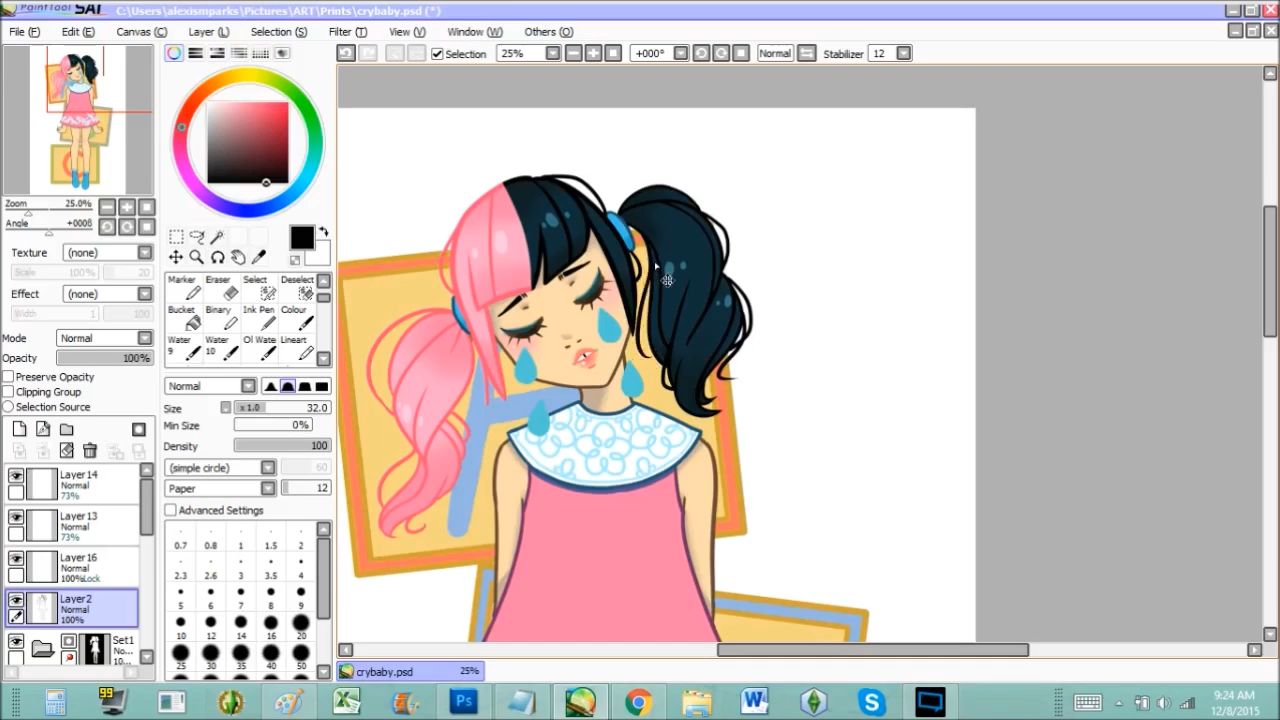 PaintTool SAI C:\Users\alexismparks\Pictures\ART\Prints\crybaby.psd (*)
File (F) Edit (E) Canvas (C) Layer (L) Selection (S) Filter (T) View (V) Window (W) Others (O)
Selection 25% +000° Normal Stabilizer 12
Zoom 25.0%
Angle
Texture (none)
Scale 100% 20
Effect (none)
Width 1 100
Mode Normal
Opacity 100%
Preserve Opacity
Clipping Group
Selection Source
Layer 14
Normal
73%
Layer 13
Normal
73%
Layer 16
Normal
100% Lock
Layer2
Normal
100%
Set1
No...
10...
Marker Eraser Select Deselect
Bucket Binary Ink Pen Colour
Water 9 Water 10 Ol Wate Lineart
Normal
Size x 1.0 32.0
Min Size 0%
Density 100
(simple circle) 60
Paper 12
Advanced Settings
0.7 0.8 1 1.5 2
2.3 2.6 3 3.5 4
5 6 7 8 9
10 12 14 16 20
25 30 35 40 50
crybaby.psd 25%
99
Ps
9:24 AM
12/8/2015